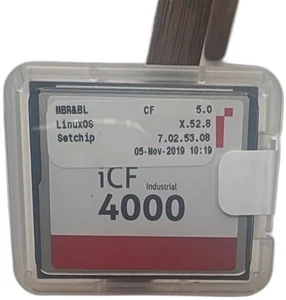 MBR&BL CF 5.0
LinuxOS X.52.8
Setchip 7.02.53.08
05-Nov-2019 10:19
iCF Industrial
4000